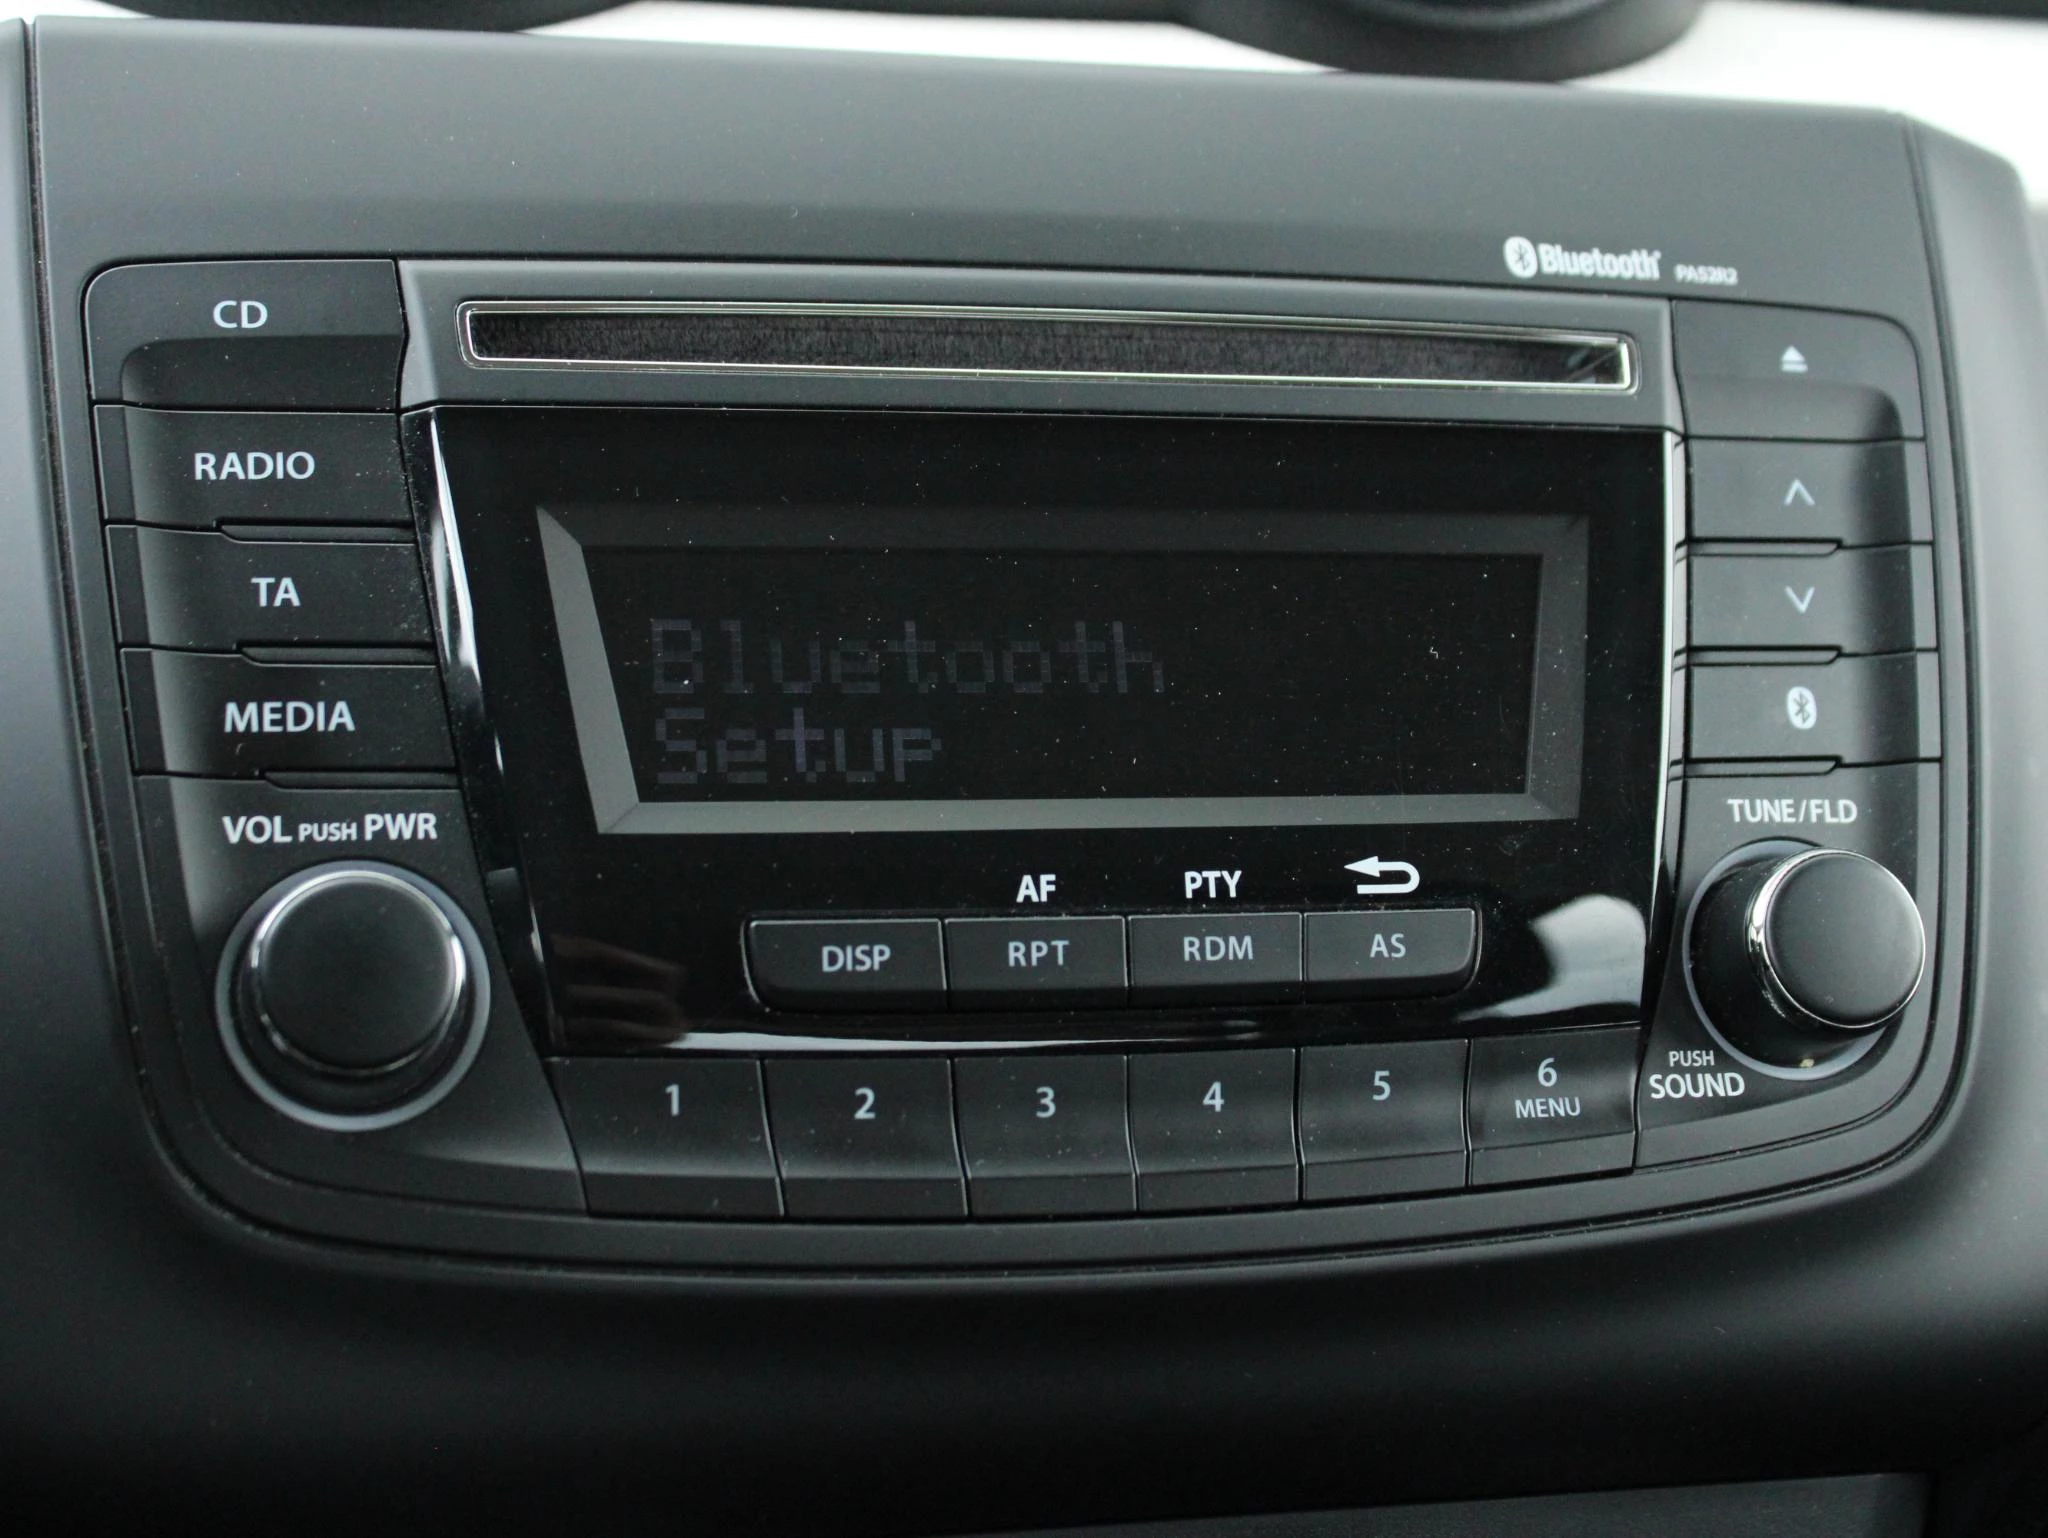 Bluetooth® PA52R2
CD
RADIO
TA
MEDIA
VOL PUSH PWR
Bluetooth
Setup
AF PTY
DISP RPT RDM AS
1 2 3 4 5 6
MENU
TUNE/FLD
PUSH
SOUND